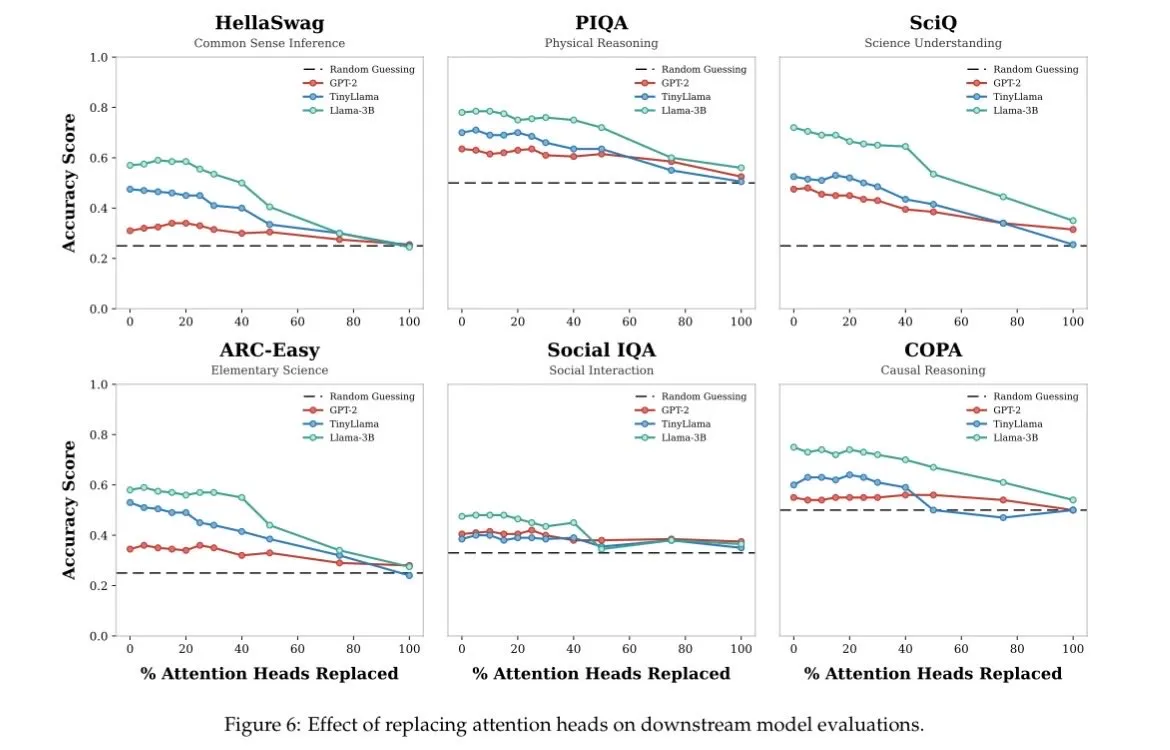 HellaSwag
Common Sense Inference
Accuracy Score
1.0
0.8
0.6
0.4
0.2
0.0
Random Guessing
GPT-2
TinyLlama
Llama-3B
0 20 40 60 80 100
PIQA
Physical Reasoning
Random Guessing
GPT-2
TinyLlama
Llama-3B
0 20 40 60 80 100
SciQ
Science Understanding
Random Guessing
GPT-2
TinyLlama
Llama-3B
0 20 40 60 80 100
ARC-Easy
Elementary Science
Accuracy Score
1.0
0.8
0.6
0.4
0.2
0.0
Random Guessing
GPT-2
TinyLlama
Llama-3B
0 20 40 60 80 100
% Attention Heads Replaced
Social IQA
Social Interaction
Random Guessing
GPT-2
TinyLlama
Llama-3B
0 20 40 60 80 100
% Attention Heads Replaced
COPA
Causal Reasoning
Random Guessing
GPT-2
TinyLlama
Llama-3B
0 20 40 60 80 100
% Attention Heads Replaced
Figure 6: Effect of replacing attention heads on downstream model evaluations.